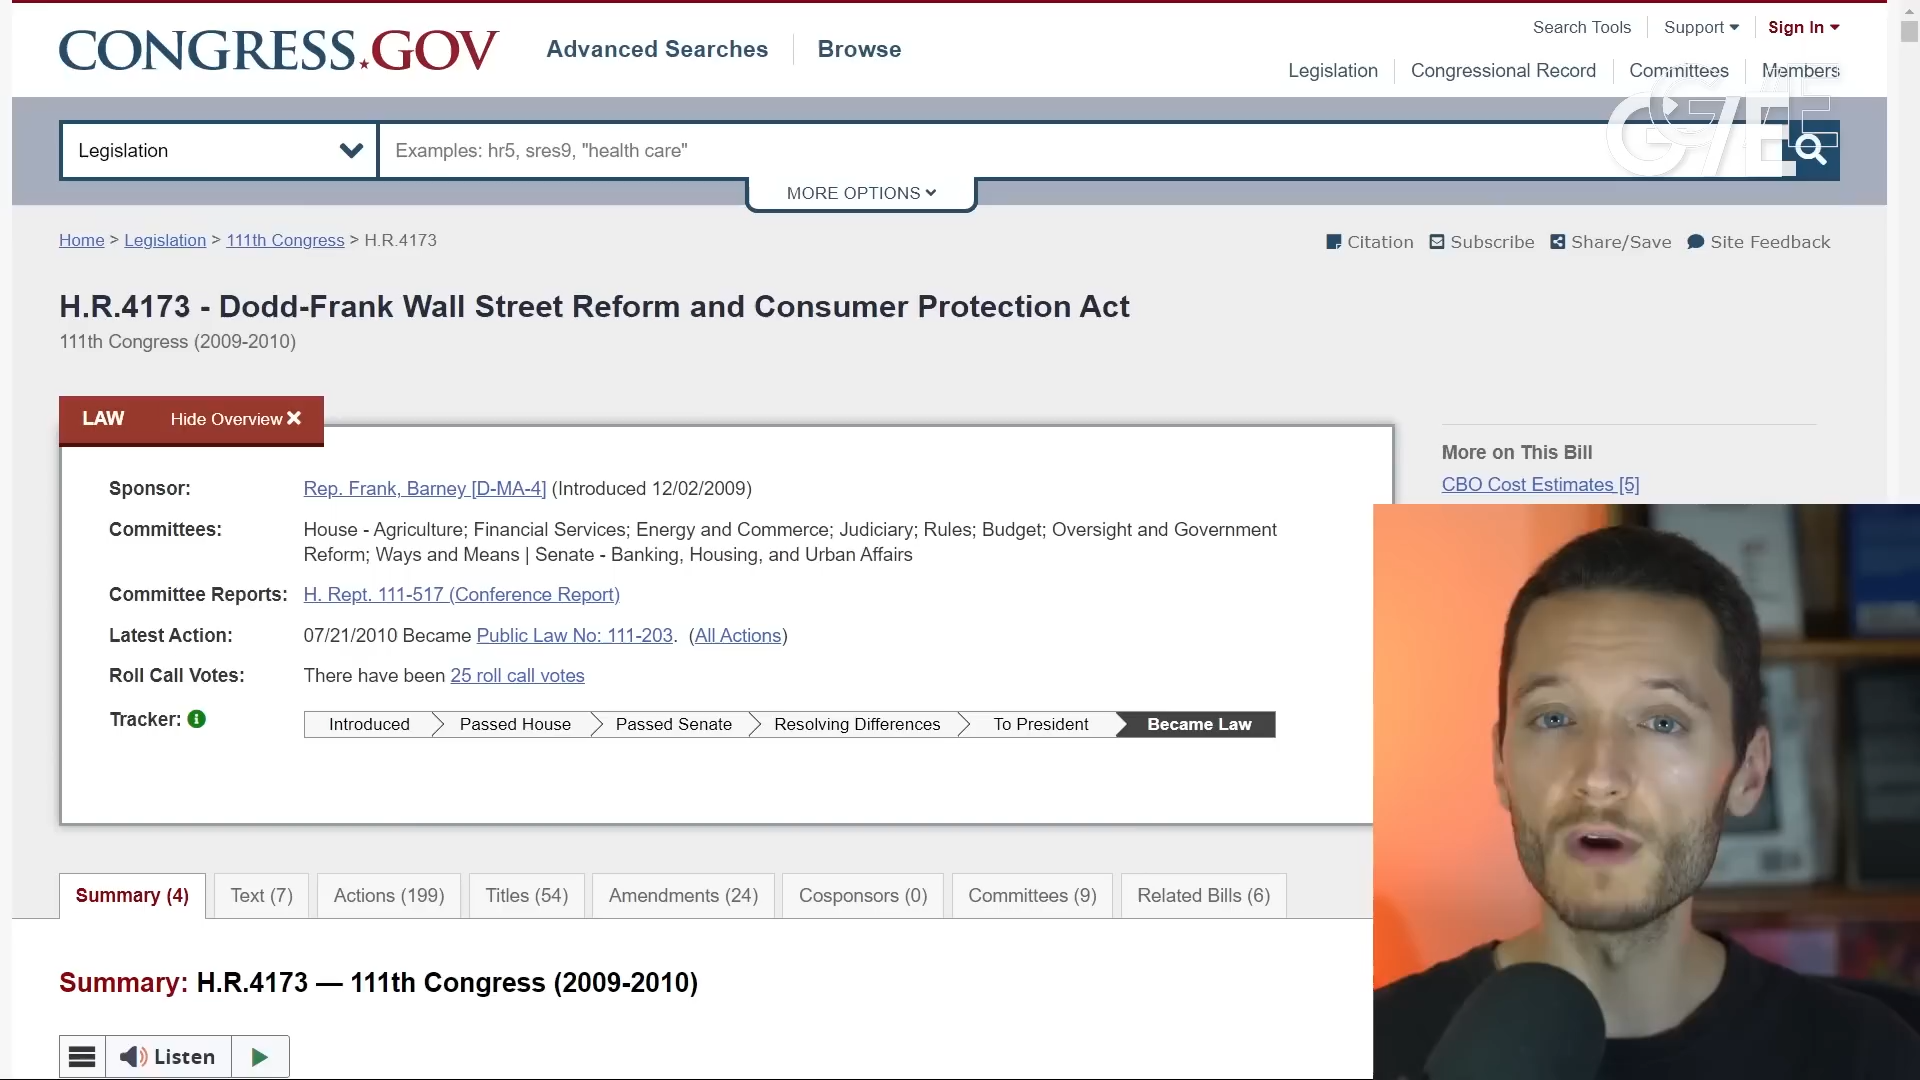 CONGRESS.GOV
Advanced Searches
Browse
Search Tools
Support
Sign In
Legislation
Congressional Record
Committees
Members
Legislation
Examples: hr5, sres9, "health care"
MORE OPTIONS
Home > Legislation > 111th Congress > H.R.4173
Citation
Subscribe
Share/Save
Site Feedback
H.R.4173 - Dodd-Frank Wall Street Reform and Consumer Protection Act
111th Congress (2009-2010)
LAW
Hide Overview
Sponsor: Rep. Frank, Barney [D-MA-4] (Introduced 12/02/2009)
Committees: House - Agriculture; Financial Services; Energy and Commerce; Judiciary; Rules; Budget; Oversight and Government
Reform; Ways and Means | Senate - Banking, Housing, and Urban Affairs
Committee Reports: H. Rept. 111-517 (Conference Report)
Latest Action: 07/21/2010 Became Public Law No: 111-203. (All Actions)
Roll Call Votes: There have been 25 roll call votes
Tracker:
Introduced
Passed House
Passed Senate
Resolving Differences
To President
Became Law
More on This Bill
CBO Cost Estimates [5]
Summary (4)
Text (7)
Actions (199)
Titles (54)
Amendments (24)
Cosponsors (0)
Committees (9)
Related Bills (6)
Summary: H.R.4173 — 111th Congress (2009-2010)
Listen